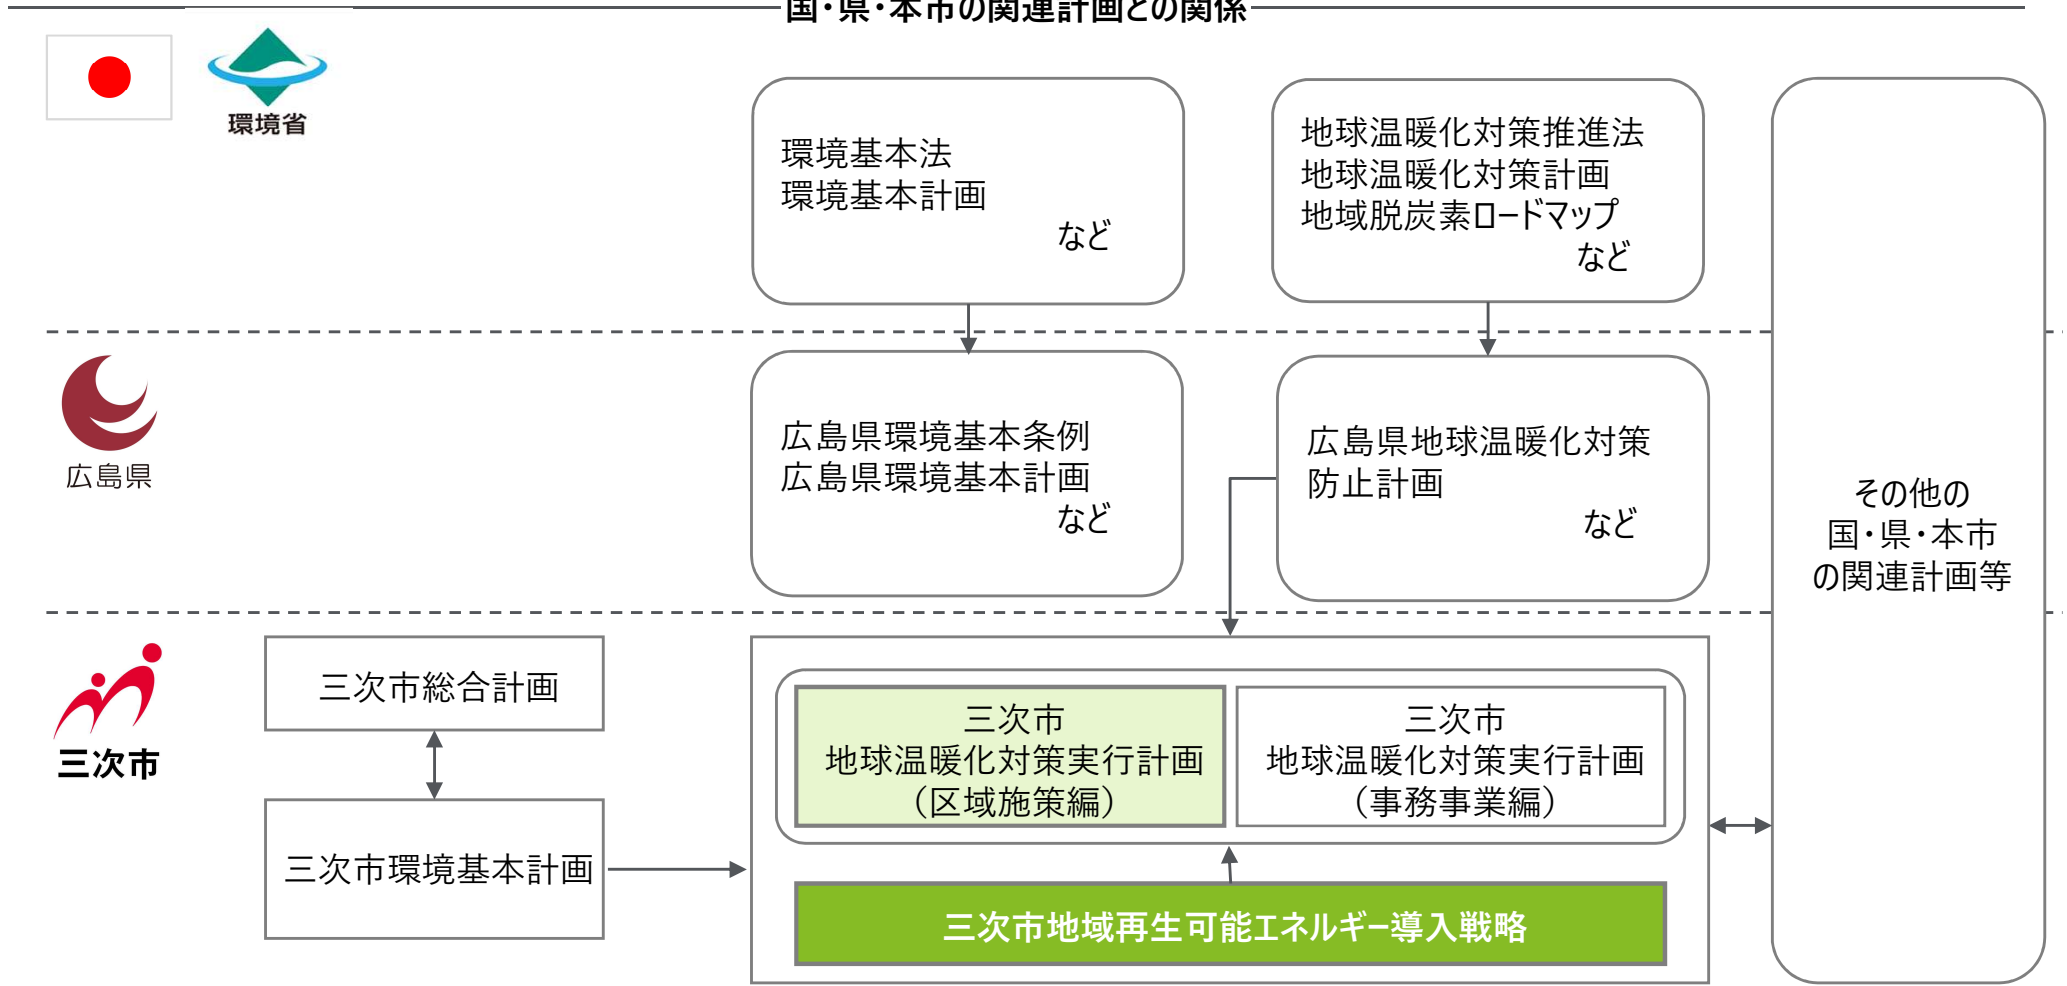 国・県・本市の関連計画との関係
環境省
環境基本法
環境基本計画
など
地球温暖化対策推進法
地球温暖化対策計画
地域脱炭素ロードマップ
など
広島県
広島県環境基本条例
広島県環境基本計画
など
広島県地球温暖化対策
防止計画
など
その他の
国・県・本市
の関連計画等
三次市
三次市総合計画
三次市環境基本計画
三次市
地球温暖化対策実行計画
（区域施策編）
三次市
地球温暖化対策実行計画
（事務事業編）
三次市地域再生可能エネルギー導入戦略